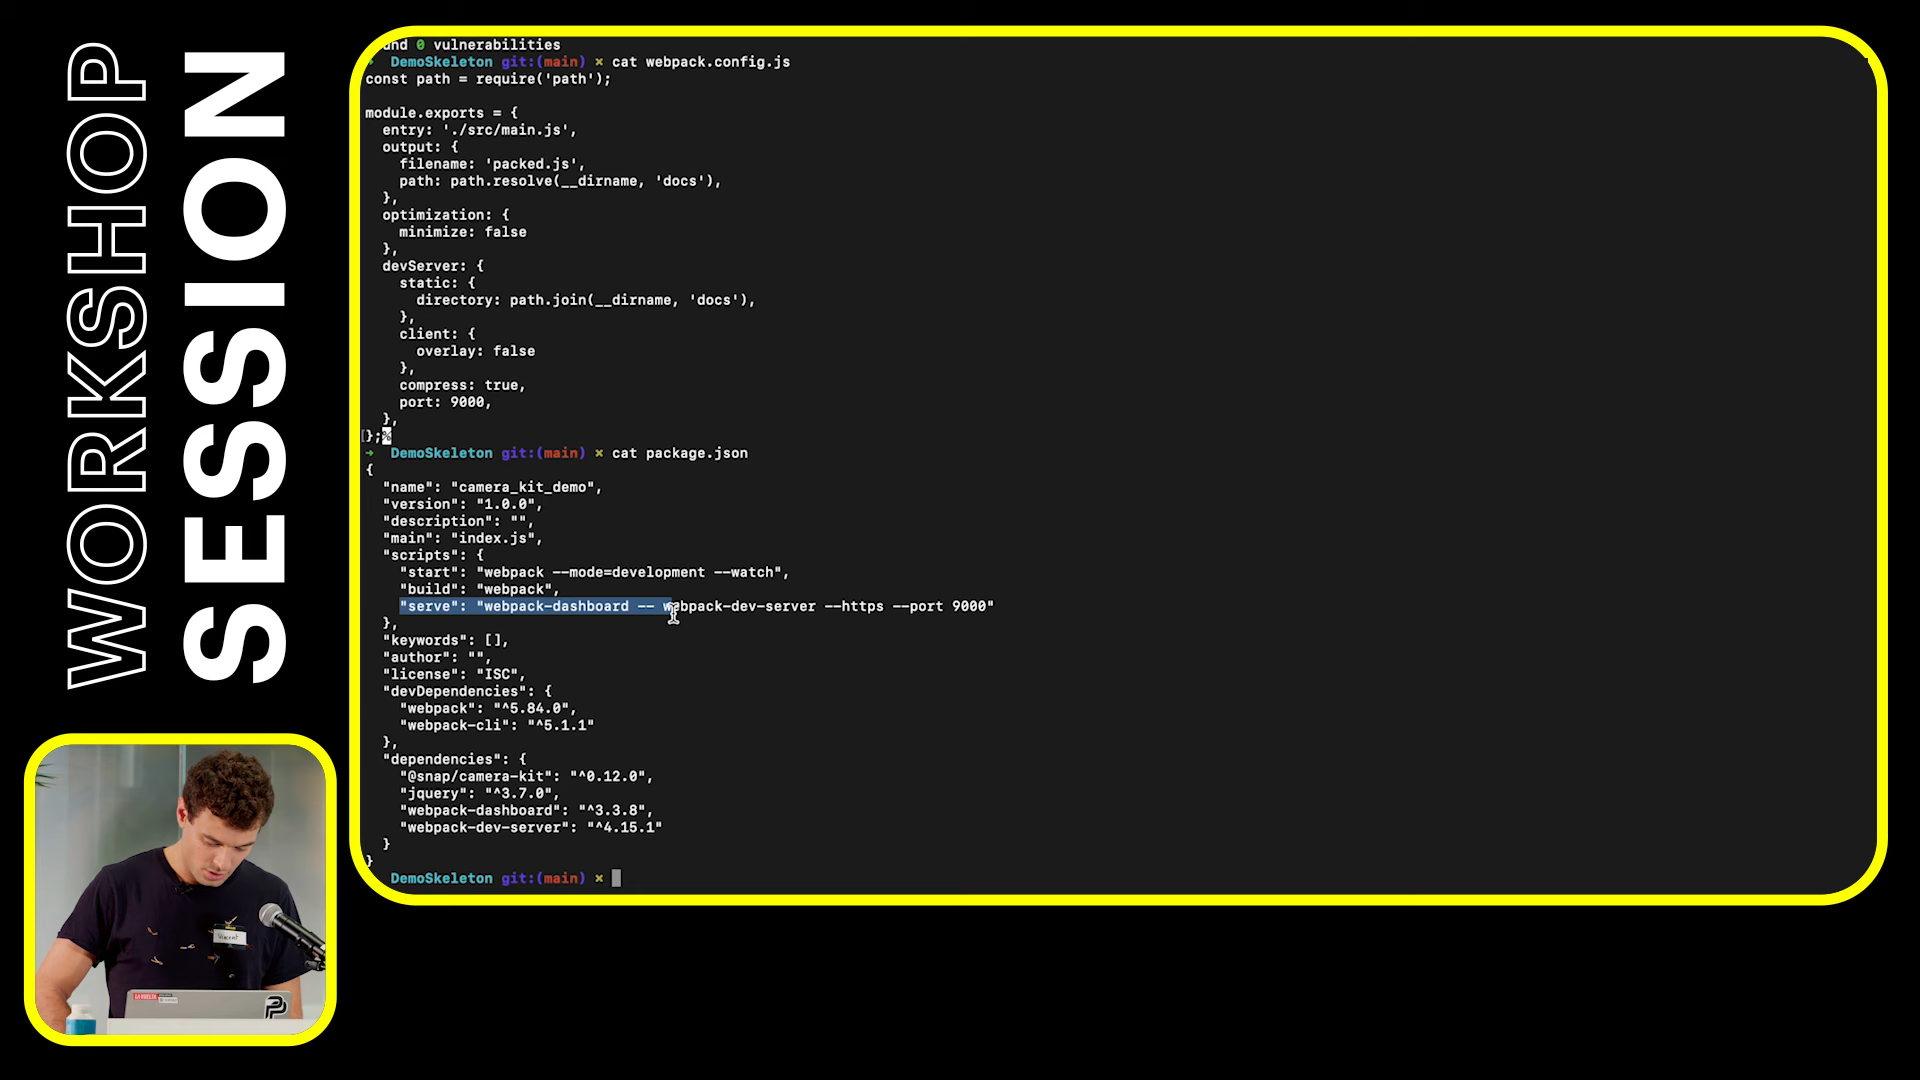 WORKSHOP
SESSION
and 0 vulnerabilities
➜ DemoSkeleton git:(main) ✗ cat webpack.config.js
const path = require('path');
module.exports = {
entry: './src/main.js',
output: {
filename: 'packed.js',
path: path.resolve(__dirname, 'docs'),
},
optimization: {
minimize: false
},
devServer: {
static: {
directory: path.join(__dirname, 'docs'),
},
client: {
overlay: false
},
compress: true,
port: 9000,
},
};%
➜ DemoSkeleton git:(main) ✗ cat package.json
{
"name": "camera_kit_demo",
"version": "1.0.0",
"description": "",
"main": "index.js",
"scripts": {
"start": "webpack --mode=development --watch",
"build": "webpack",
"serve": "webpack-dashboard -- webpack-dev-server --https --port 9000"
},
"keywords": [],
"author": "",
"license": "ISC",
"devDependencies": {
"webpack": "^5.84.0",
"webpack-cli": "^5.1.1"
},
"dependencies": {
"@snap/camera-kit": "^0.12.0",
"jquery": "^3.7.0",
"webpack-dashboard": "^3.3.8",
"webpack-dev-server": "^4.15.1"
}
}
DemoSkeleton git:(main) ✗
Vincent
LA VUELTA